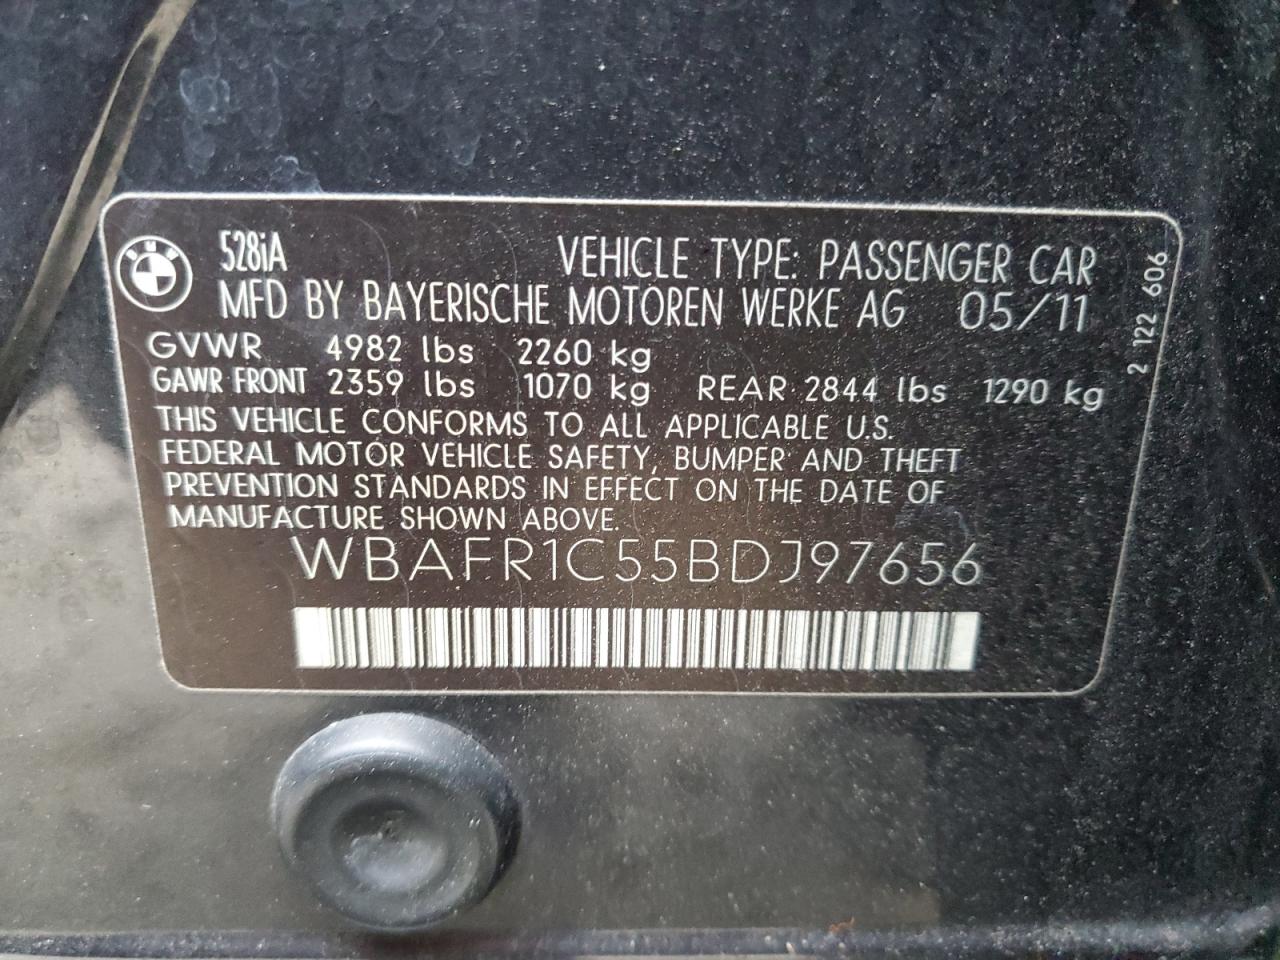 528iA
VEHICLE TYPE: PASSENGER CAR
MFD BY BAYERISCHE MOTOREN WERKE AG 05/11
GVWR 4982 lbs 2260 kg
GAWR FRONT 2359 lbs 1070 kg REAR 2844 lbs 1290 kg
THIS VEHICLE CONFORMS TO ALL APPLICABLE U.S.
FEDERAL MOTOR VEHICLE SAFETY, BUMPER AND THEFT
PREVENTION STANDARDS IN EFFECT ON THE DATE OF
MANUFACTURE SHOWN ABOVE.
WBAFR1C55BDJ97656
2 122 606